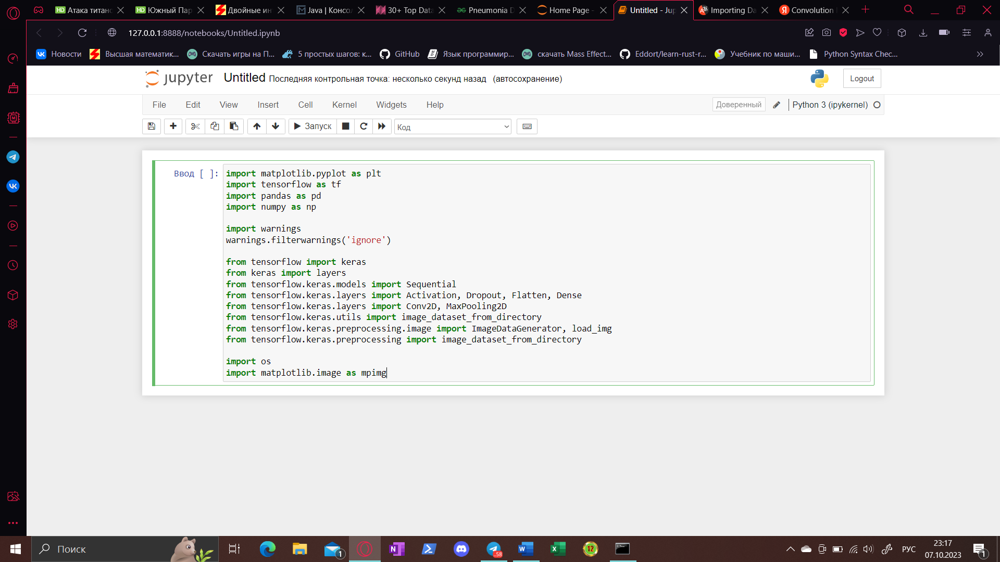 Атака титанс
Южный Пар
Двойные ин
Java | Консо
30+ Top Data
Pneumonia D
Home Page -
Untitled - Jup
Importing Da
Convolution
127.0.0.1:8888/notebooks/Untitled.ipynb
Новости
Высшая математик...
Скачать игры на П...
5 простых шагов: к...
GitHub
Язык программир...
скачать Mass Effect...
Eddort/learn-rust-r...
Учебник по маши...
Python Syntax Chec...
jupyter Untitled Последняя контрольная точка: несколько секунд назад (автосохранение)
Logout
File Edit View Insert Cell Kernel Widgets Help
Доверенный
Python 3 (ipykernel)
Запуск
Код
Ввод [ ]:
import matplotlib.pyplot as plt
import tensorflow as tf
import pandas as pd
import numpy as np
import warnings
warnings.filterwarnings('ignore')
from tensorflow import keras
from keras import layers
from tensorflow.keras.models import Sequential
from tensorflow.keras.layers import Activation, Dropout, Flatten, Dense
from tensorflow.keras.layers import Conv2D, MaxPooling2D
from tensorflow.keras.utils import image_dataset_from_directory
from tensorflow.keras.preprocessing.image import ImageDataGenerator, load_img
from tensorflow.keras.preprocessing import image_dataset_from_directory
import os
import matplotlib.image as mpimg
Поиск
1
..58
12
РУС
23:17
07.10.2023
1